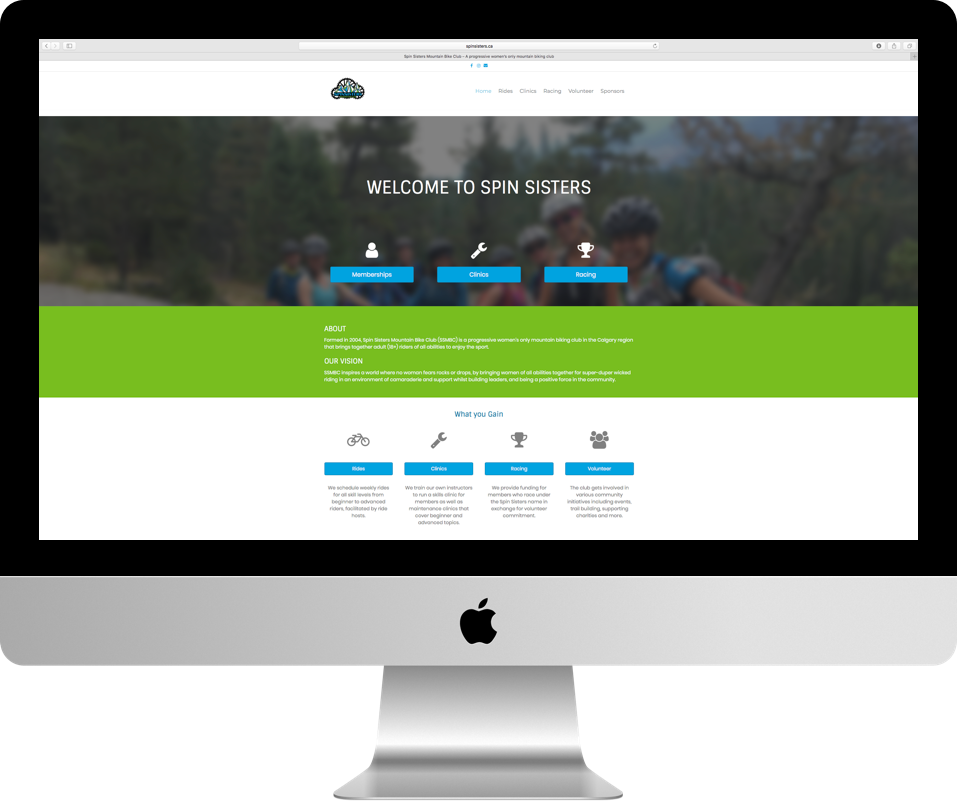 spinsisters.ca
Spin Sisters Mountain Bike Club - A progressive women's only mountain biking club
Home Rides Clinics Racing Volunteer Sponsors
WELCOME TO SPIN SISTERS
Memberships Clinics Racing
ABOUT
Formed in 2004, Spin Sisters Mountain Bike Club (SSMBC) is a progressive women's only mountain biking club in the Calgary region
that brings together adult (18+) riders of all abilities to enjoy the sport.
OUR VISION
SSMBC inspires a world where no woman fears roots or drops, by bringing women of all abilities together for super-duper wicked
riding in an environment of camaraderie and support whilst building leaders, and being a positive force in the community.
What you Gain
Rides Clinics Racing Volunteer
We schedule weekly rides
for all skill levels from
beginner to advanced
riders, facilitated by ride
hosts.
We train our own instructors
to run a skills clinic for
members as well as
maintenance clinics that
cover beginner and
advanced topics.
We provide funding for
members who race under
the Spin Sisters name in
exchange for volunteer
commitment.
The club gets involved in
various community
initiatives including events,
trail building, supporting
charities and more.